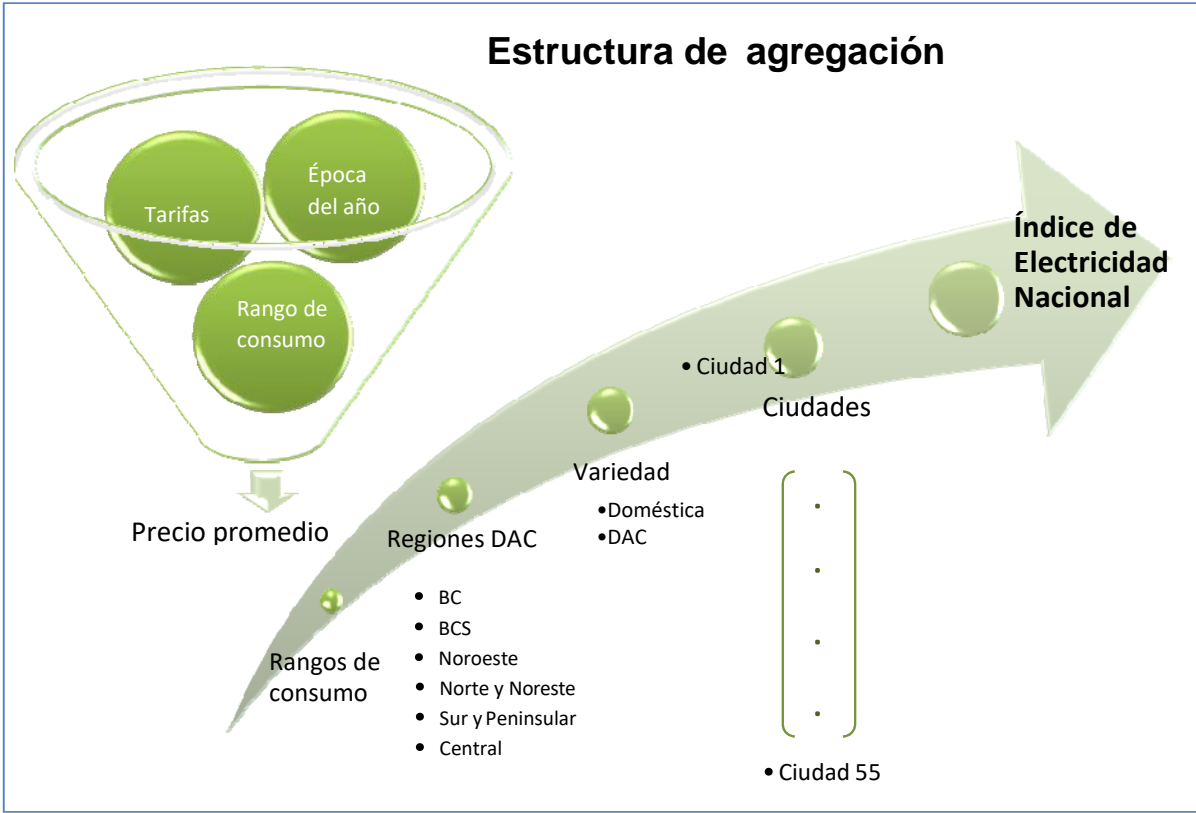 Estructura de agregación
Época
del año
Tarifas
Rango de
consumo
Precio promedio
Rangos de
consumo
Regiones DAC
• BC
• BCS
• Noroeste
• Norte y Noreste
• Sur y Peninsular
• Central
Variedad
•Doméstica
•DAC
• Ciudad 1
Ciudades
.
.
.
.
• Ciudad 55
Índice de
Electricidad
Nacional